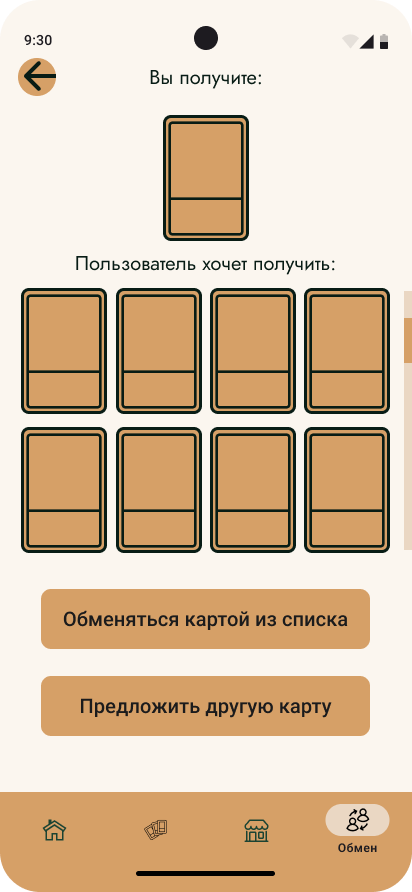 9:30
Вы получите:
Пользователь хочет получить:
Обменяться картой из списка
Предложить другую карту
Обмен